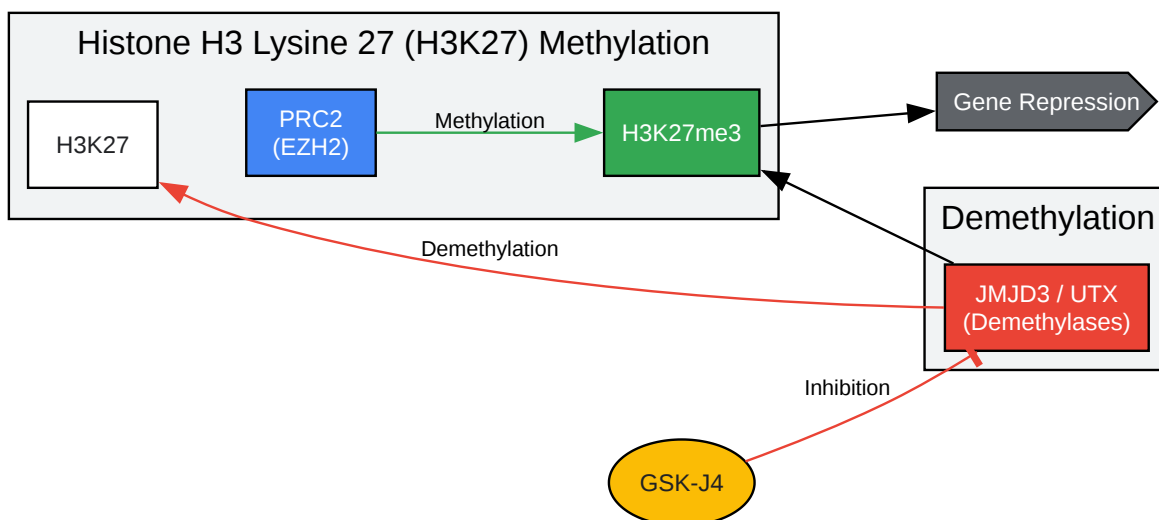 Histone H3 Lysine 27 (H3K27) Methylation
H3K27
PRC2
(EZH2)
Methylation
H3K27me3
Gene Repression
Demethylation
Demethylation
JMJD3 / UTX
(Demethylases)
Inhibition
GSK-J4